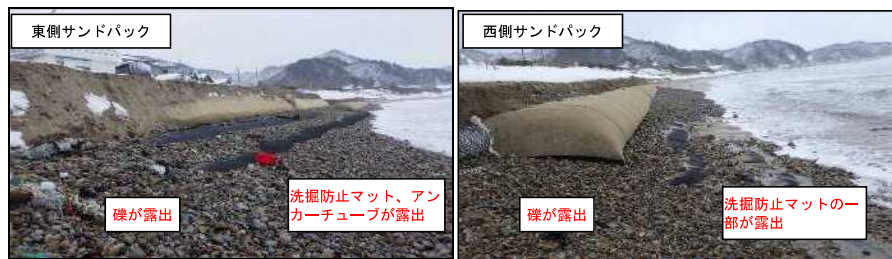 東側サンドパック
礫が露出
洗掘防止マット、アン
カーチューブが露出
西側サンドパック
礫が露出
洗掘防止マットの一
部が露出